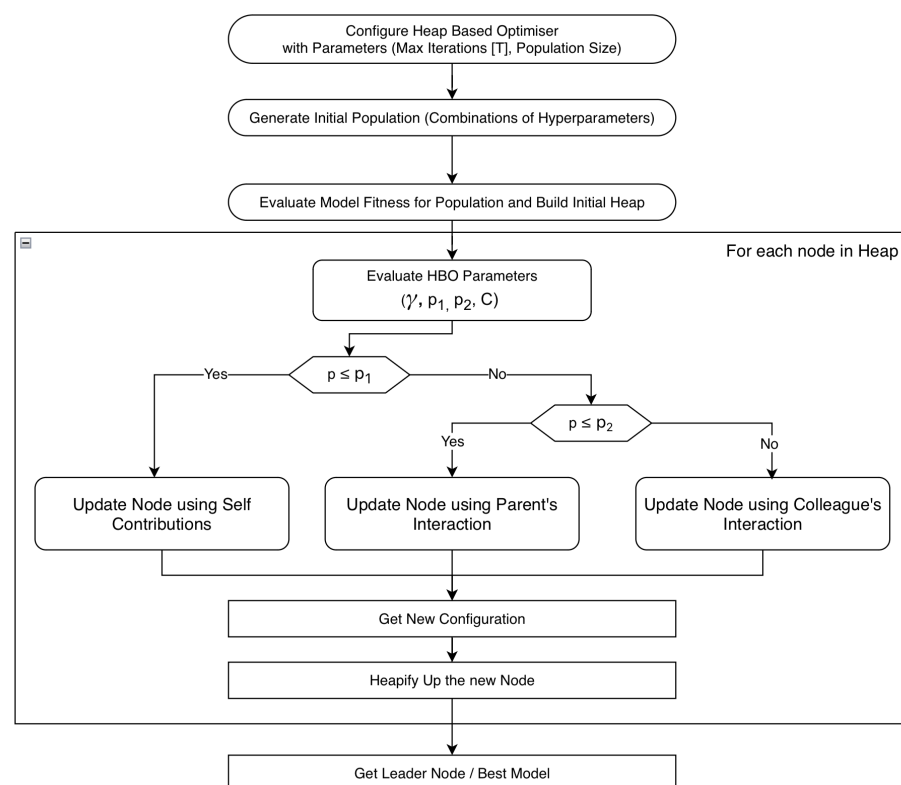 Configure Heap Based Optimiser
with Parameters (Max Iterations [T], Population Size)
Generate Initial Population (Combinations of Hyperparameters)
Evaluate Model Fitness for Population and Build Initial Heap
For each node in Heap
Evaluate HBO Parameters
(γ, p₁, p₂, C)
p ≤ p₁
Yes
No
p ≤ p₂
Yes
No
Update Node using Self
Contributions
Update Node using Parent's
Interaction
Update Node using Colleague's
Interaction
Get New Configuration
Heapify Up the new Node
Get Leader Node / Best Model